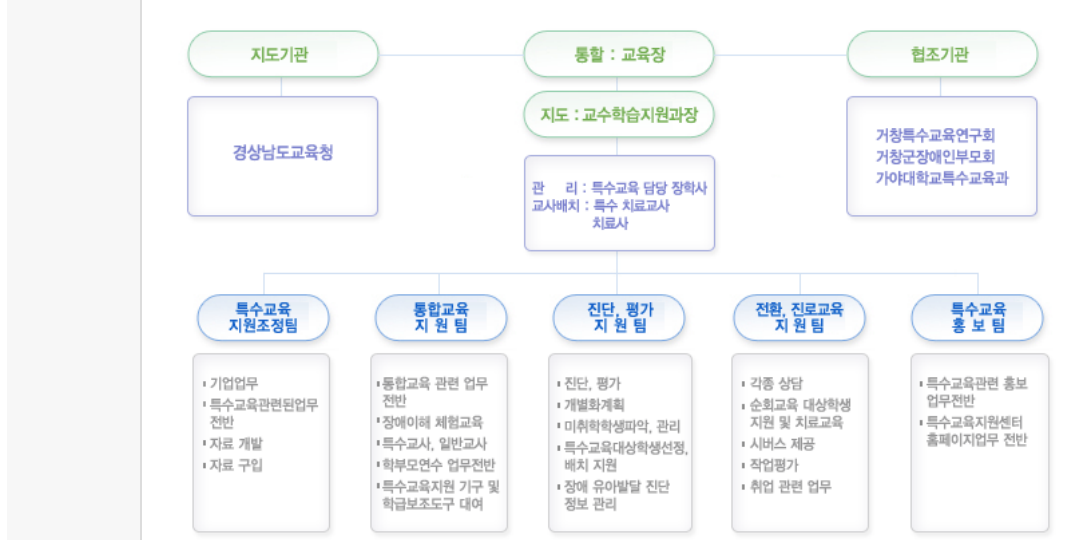 지도기관
통할 : 교육장
협조기관
지도 : 교수학습지원과장
경상남도교육청
관 리 : 특수교육 담당 장학사
교사배치 : 특수 치료교사
치료사
거창특수교육연구회
거창군장애인부모회
가야대학교특수교육과
특수교육
지원조정팀
기업업무
특수교육관련된업무
전반
자료 개발
자료 구입
통합교육
지 원 팀
통합교육 관련 업무
전반
장애이해 체험교육
특수교사, 일반교사
학부모연수 업무전반
특수교육지원 기구 및
학급보조도구 대여
진단, 평가
지 원 팀
진단, 평가
개별화계획
미취학학생파악, 관리
특수교육대상학생선정,
배치 지원
장애 유아발달 진단
정보 관리
전환, 진로교육
지 원 팀
각종 상담
순회교육 대상학생
지원 및 치료교육
시버스 제공
작업평가
취업 관련 업무
특수교육
홍 보 팀
특수교육관련 홍보
업무전반
특수교육지원센터
홈페이지업무 전반